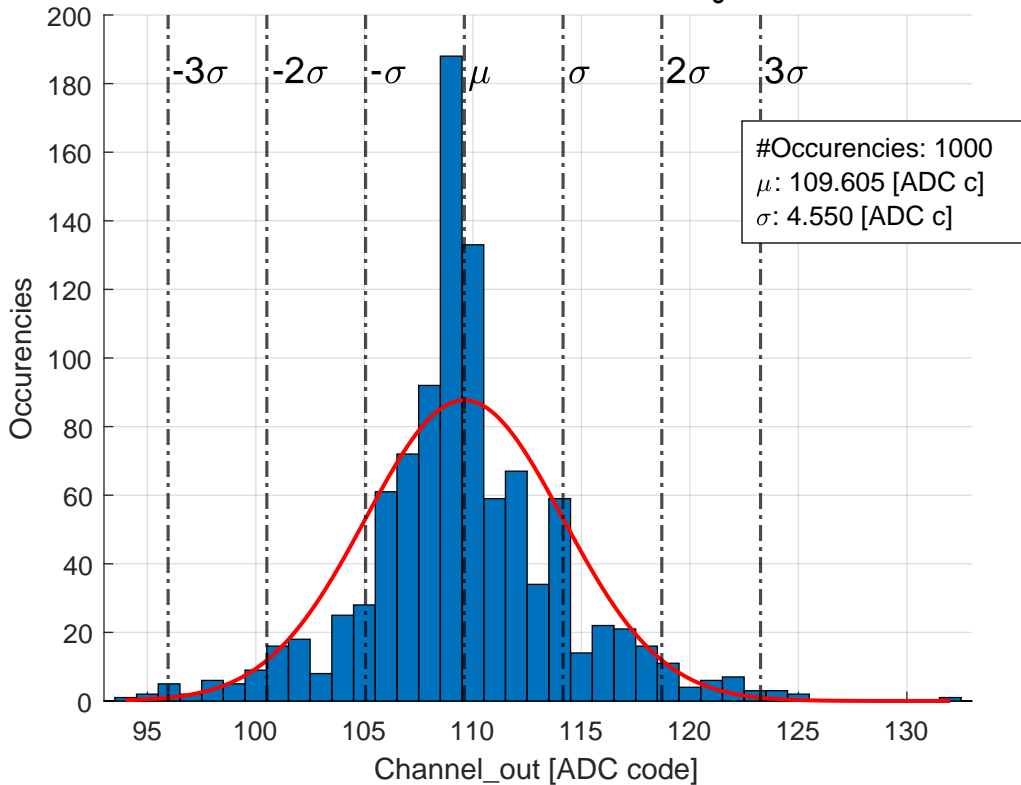 -3σ -2σ -σ μ σ 2σ 3σ
#Occurencies: 1000
μ: 109.605 [ADC c]
σ: 4.550 [ADC c]
200
180
160
140
120
100
80
60
40
20
0
Occurencies
95 100 105 110 115 120 125 130
Channel_out [ADC code]